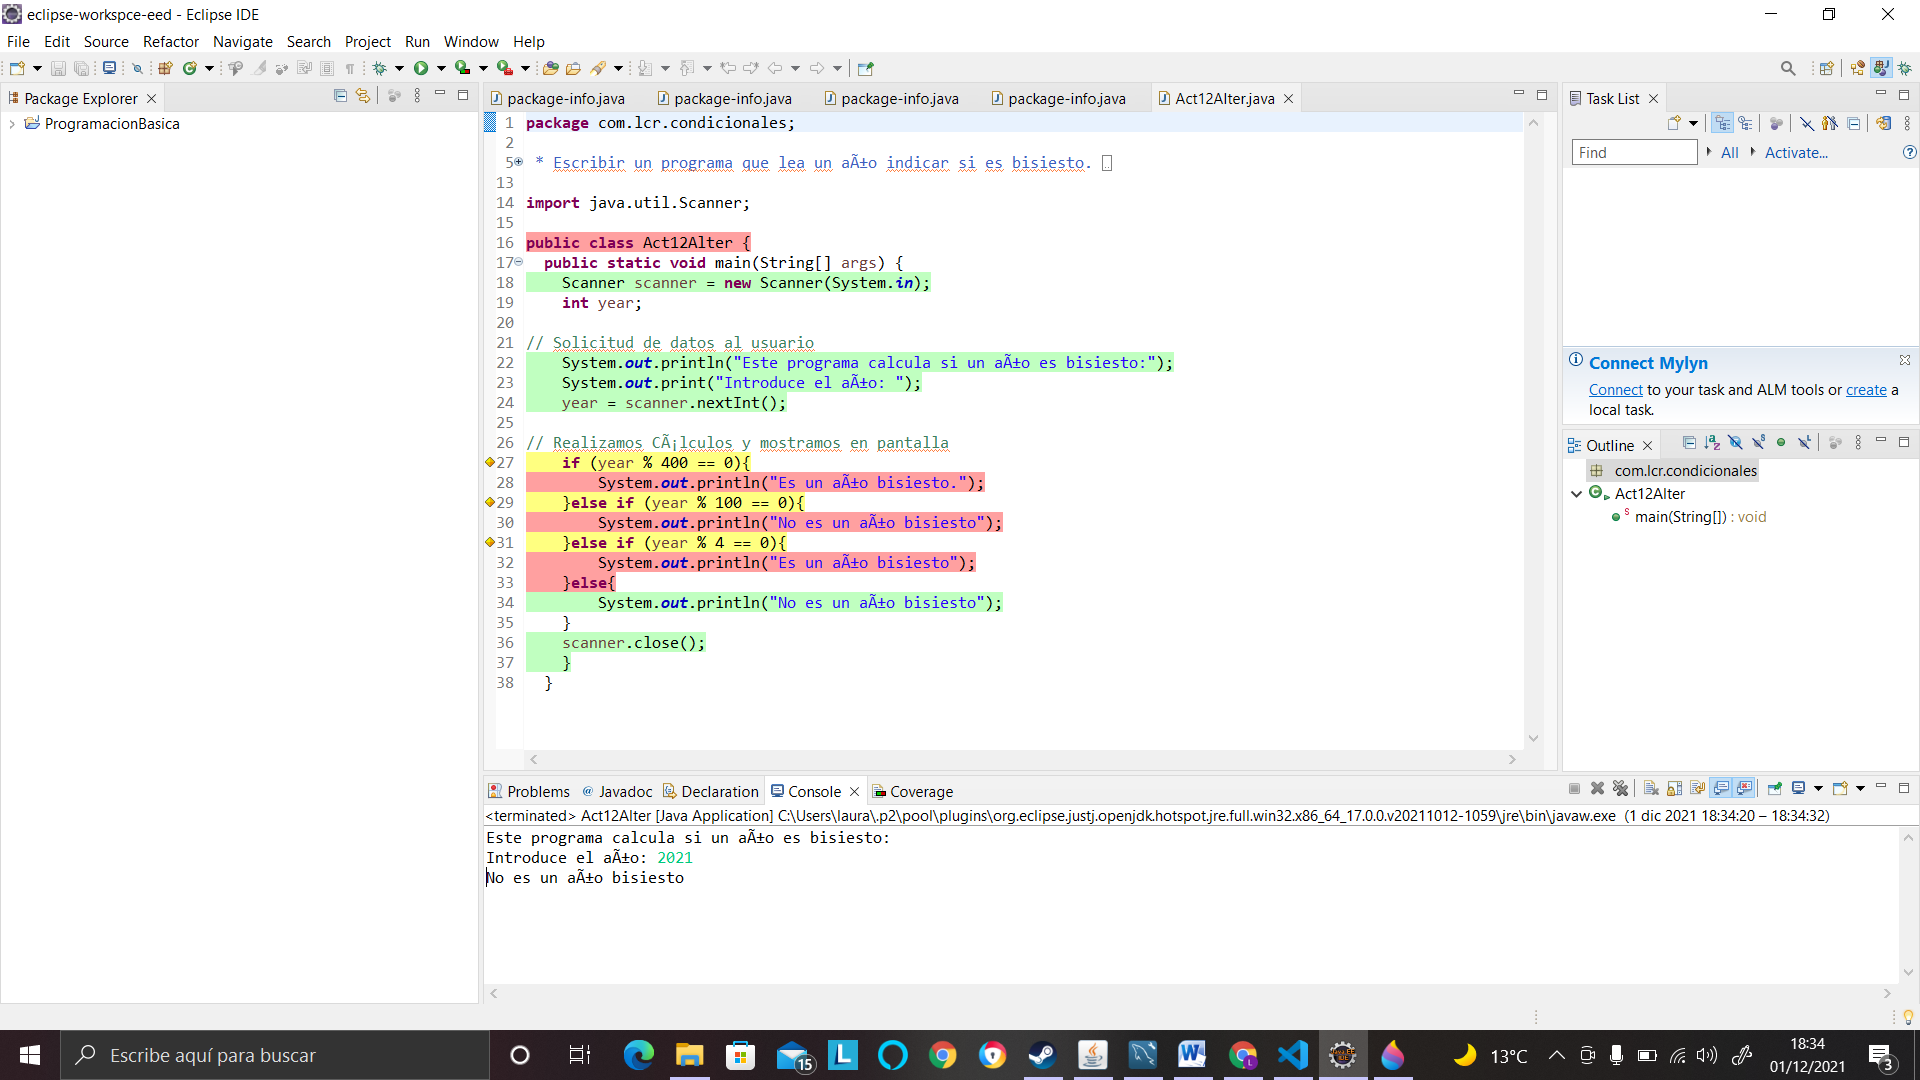 eclipse-workspce-eed - Eclipse IDE
File Edit Source Refactor Navigate Search Project Run Window Help
Package Explorer
ProgramacionBasica
package-info.java package-info.java package-info.java package-info.java Act12Alter.java
1 package com.lcr.condicionales;
2
5 * Escribir un programa que lea un aÃ±o indicar si es bisiesto.
13
14 import java.util.Scanner;
15
16 public class Act12Alter {
17 public static void main(String[] args) {
18 Scanner scanner = new Scanner(System.in);
19 int year;
20
21 // Solicitud de datos al usuario
22 System.out.println("Este programa calcula si un aÃ±o es bisiesto:");
23 System.out.print("Introduce el aÃ±o: ");
24 year = scanner.nextInt();
25
26 // Realizamos CÃ¡lculos y mostramos en pantalla
27 if (year % 400 == 0){
28 System.out.println("Es un aÃ±o bisiesto.");
29 }else if (year % 100 == 0){
30 System.out.println("No es un aÃ±o bisiesto");
31 }else if (year % 4 == 0){
32 System.out.println("Es un aÃ±o bisiesto");
33 }else{
34 System.out.println("No es un aÃ±o bisiesto");
35 }
36 scanner.close();
37 }
38 }
Task List
Find All Activate...
Connect Mylyn
Connect to your task and ALM tools or create a
local task.
Outline
com.lcr.condicionales
Act12Alter
main(String[]) : void
Problems @ Javadoc Declaration Console Coverage
<terminated> Act12Alter [Java Application] C:\Users\laura\.p2\pool\plugins\org.eclipse.justj.openjdk.hotspot.jre.full.win32.x86_64_17.0.0.v20211012-1059\jre\bin\javaw.exe (1 dic 2021 18:34:20 – 18:34:32)
Este programa calcula si un aÃ±o es bisiesto:
Introduce el aÃ±o: 2021
No es un aÃ±o bisiesto
Escribe aquí para buscar
15
L
13°C
18:34
01/12/2021
3